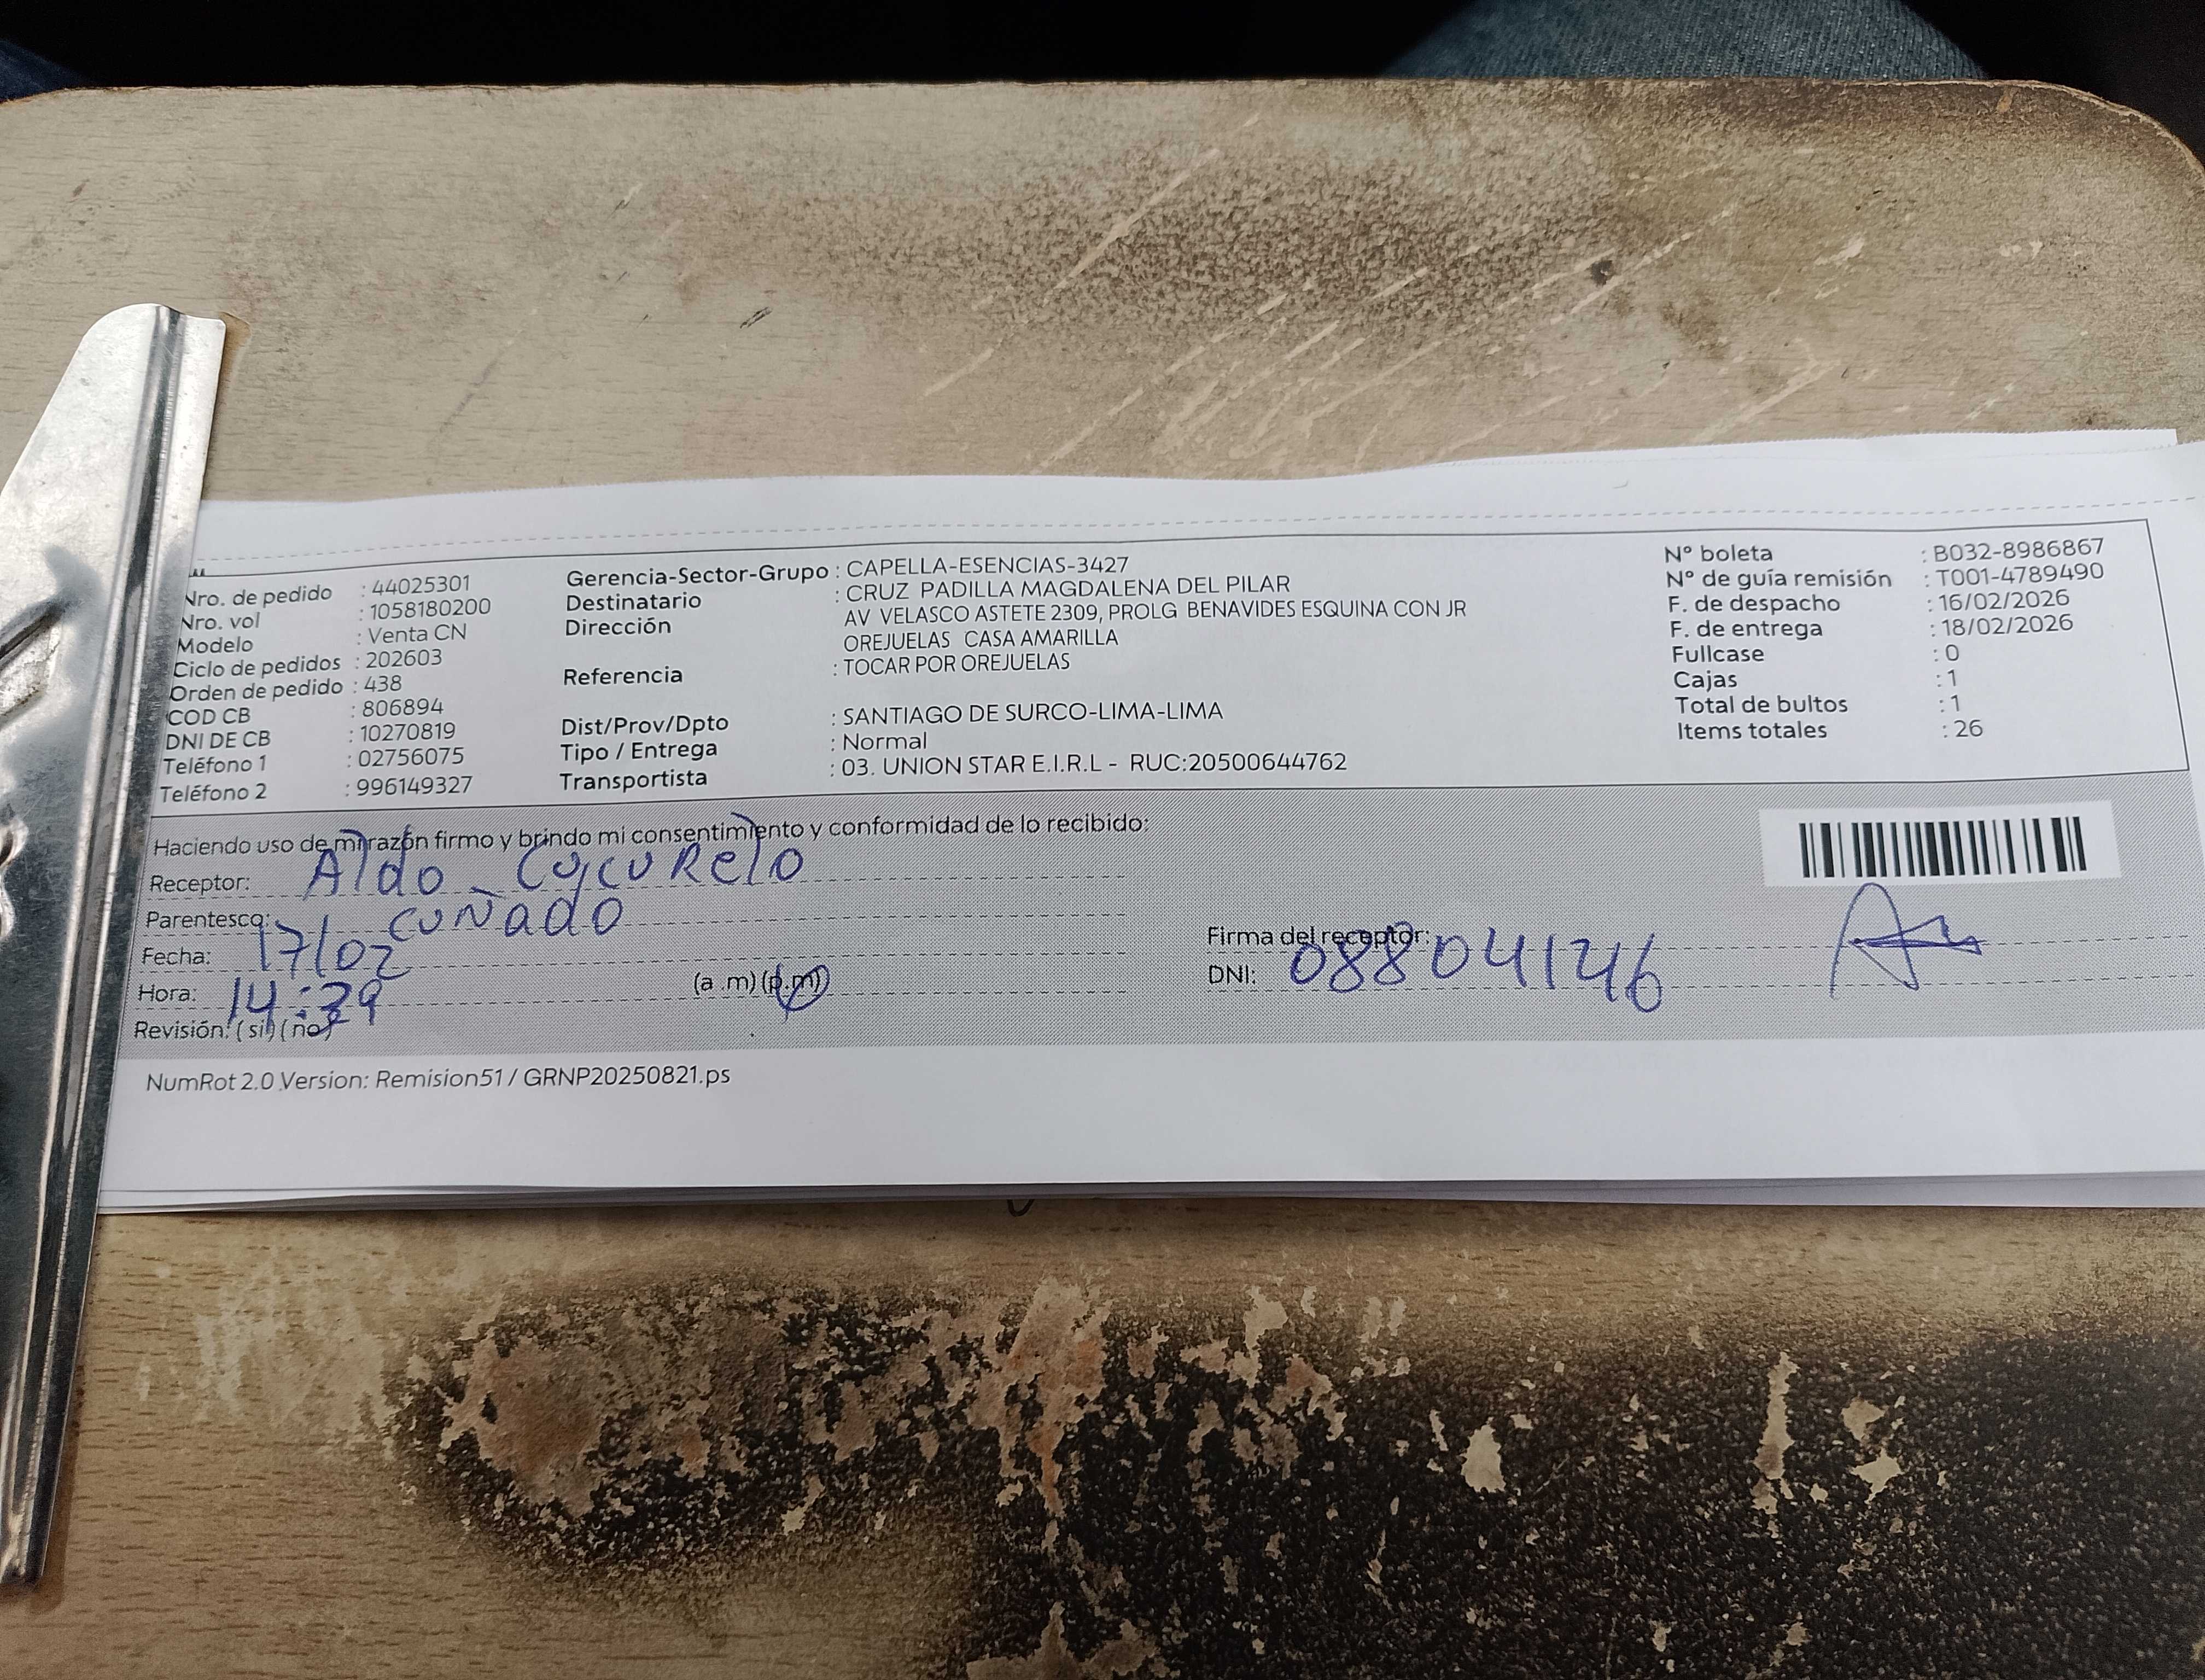 Nro. de pedido : 44025301
Nro. vol : 1058180200
Modelo : Venta CN
Ciclo de pedidos : 202603
Orden de pedido : 438
COD CB : 806894
DNI DE CB : 10270819
Teléfono 1 : 02756075
Teléfono 2 : 996149327
Gerencia-Sector-Grupo : CAPELLA-ESENCIAS-3427
Destinatario : CRUZ PADILLA MAGDALENA DEL PILAR
Dirección AV VELASCO ASTETE 2309, PROLG BENAVIDES ESQUINA CON JR
OREJUELAS CASA AMARILLA
Referencia : TOCAR POR OREJUELAS
Dist/Prov/Dpto : SANTIAGO DE SURCO-LIMA-LIMA
Tipo / Entrega : Normal
Transportista : 03. UNION STAR E.I.R.L - RUC:20500644762
N° boleta : B032-8986867
N° de guía remisión : T001-4789490
F. de despacho : 16/02/2026
F. de entrega : 18/02/2026
Fullcase : 0
Cajas : 1
Total de bultos : 1
Items totales : 26
Haciendo uso de mi razón firmo y brindo mi consentimiento y conformidad de lo recibido:
Receptor: Aldo
Parentesco: cuñado
Fecha: 17/02
Hora: 14:39 (a.m) (p.m)
Revisión: (si) (no)
Firma del receptor:
DNI: 08804146
NumRot 2.0 Version: Remision51 / GRNP20250821.ps